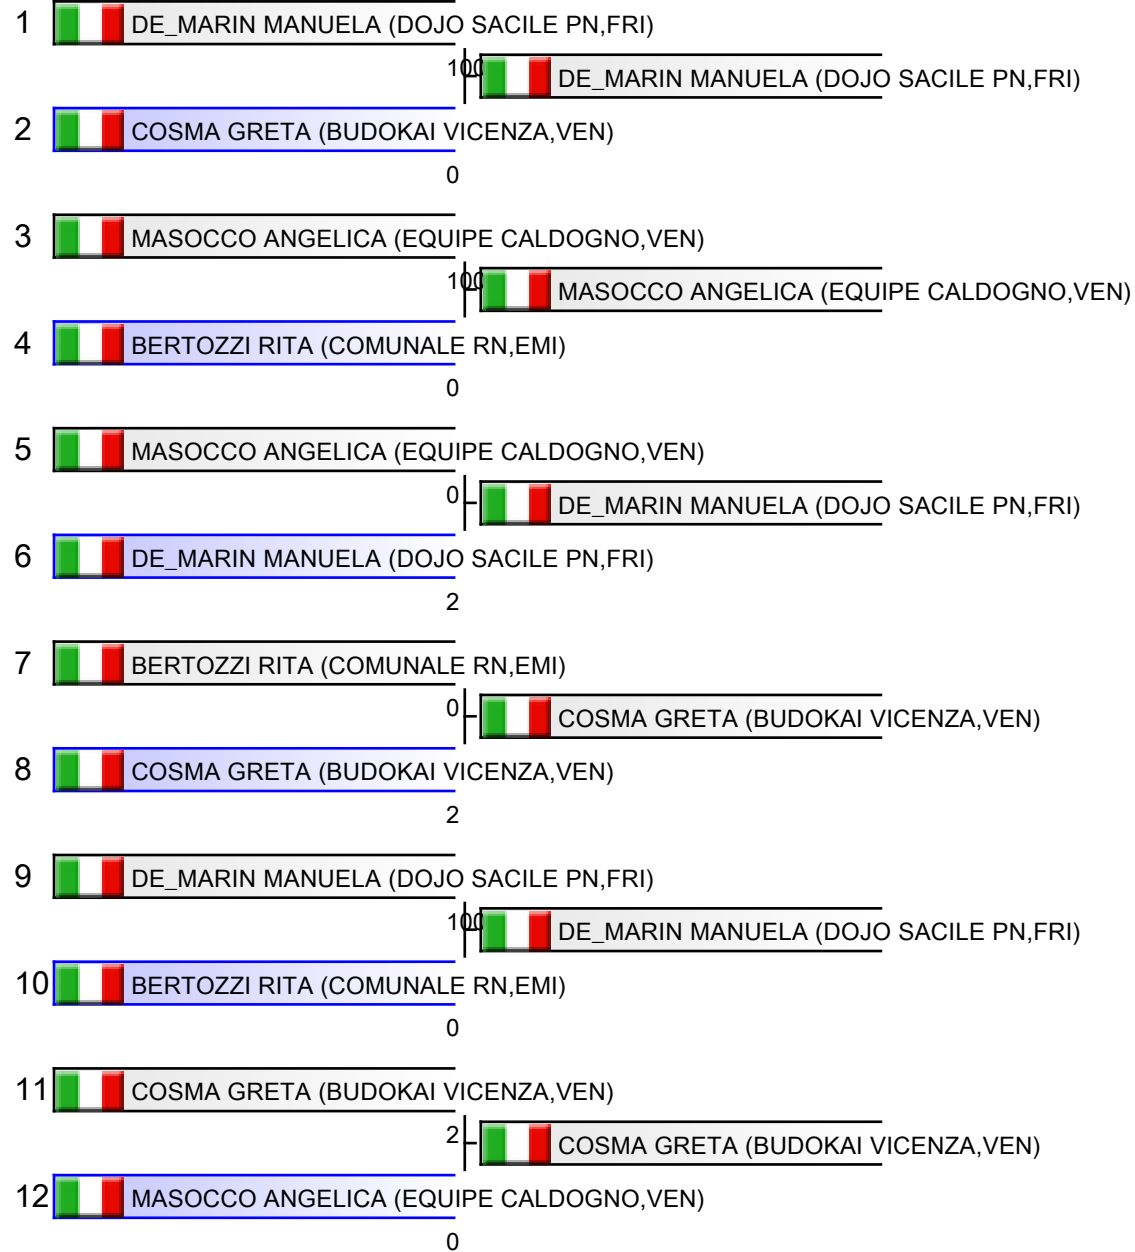 1 DE_MARIN MANUELA (DOJO SACILE PN,FRI)
100 DE_MARIN MANUELA (DOJO SACILE PN,FRI)
2 COSMA GRETA (BUDOKAI VICENZA,VEN)
0
3 MASOCCO ANGELICA (EQUIPE CALDOGNO,VEN)
100 MASOCCO ANGELICA (EQUIPE CALDOGNO,VEN)
4 BERTOZZI RITA (COMUNALE RN,EMI)
0
5 MASOCCO ANGELICA (EQUIPE CALDOGNO,VEN)
0 DE_MARIN MANUELA (DOJO SACILE PN,FRI)
6 DE_MARIN MANUELA (DOJO SACILE PN,FRI)
2
7 BERTOZZI RITA (COMUNALE RN,EMI)
0 COSMA GRETA (BUDOKAI VICENZA,VEN)
8 COSMA GRETA (BUDOKAI VICENZA,VEN)
2
9 DE_MARIN MANUELA (DOJO SACILE PN,FRI)
100 DE_MARIN MANUELA (DOJO SACILE PN,FRI)
10 BERTOZZI RITA (COMUNALE RN,EMI)
0
11 COSMA GRETA (BUDOKAI VICENZA,VEN)
2 COSMA GRETA (BUDOKAI VICENZA,VEN)
12 MASOCCO ANGELICA (EQUIPE CALDOGNO,VEN)
0